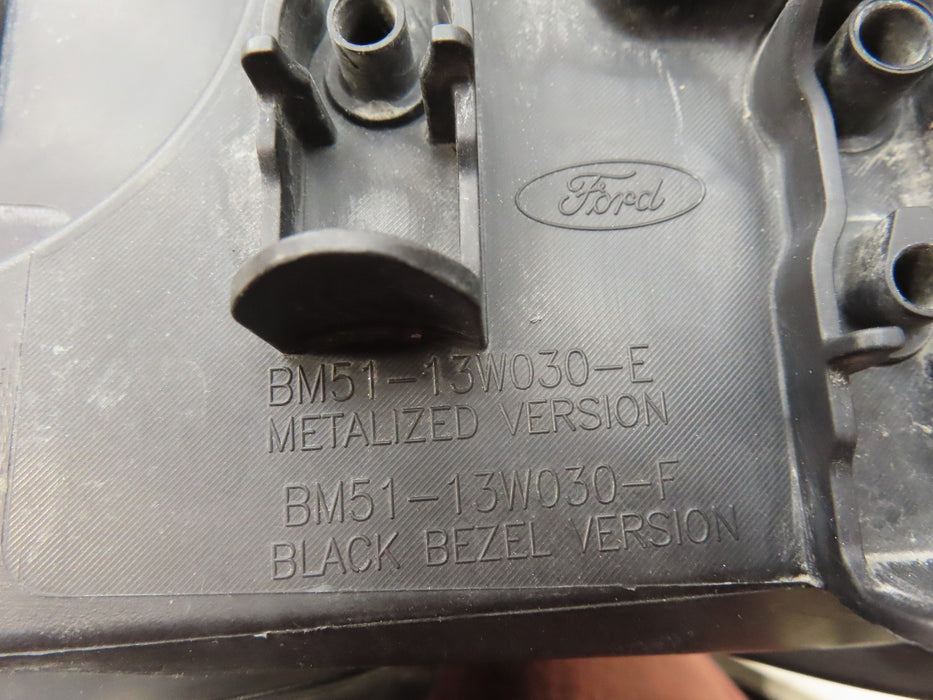 Ford
BM51-13W030-E
METALIZED VERSION
BM51-13W030-F
BLACK BEZEL VERSION